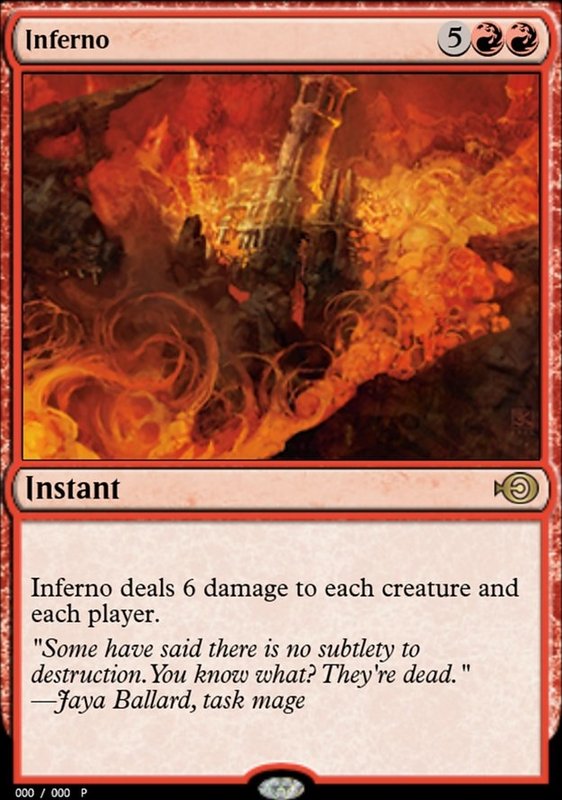 Inferno 5
Instant
Inferno deals 6 damage to each creature and
each player.
"Some have said there is no subtlety to
destruction. You know what? They're dead."
—Jaya Ballard, task mage
000 / 000 P